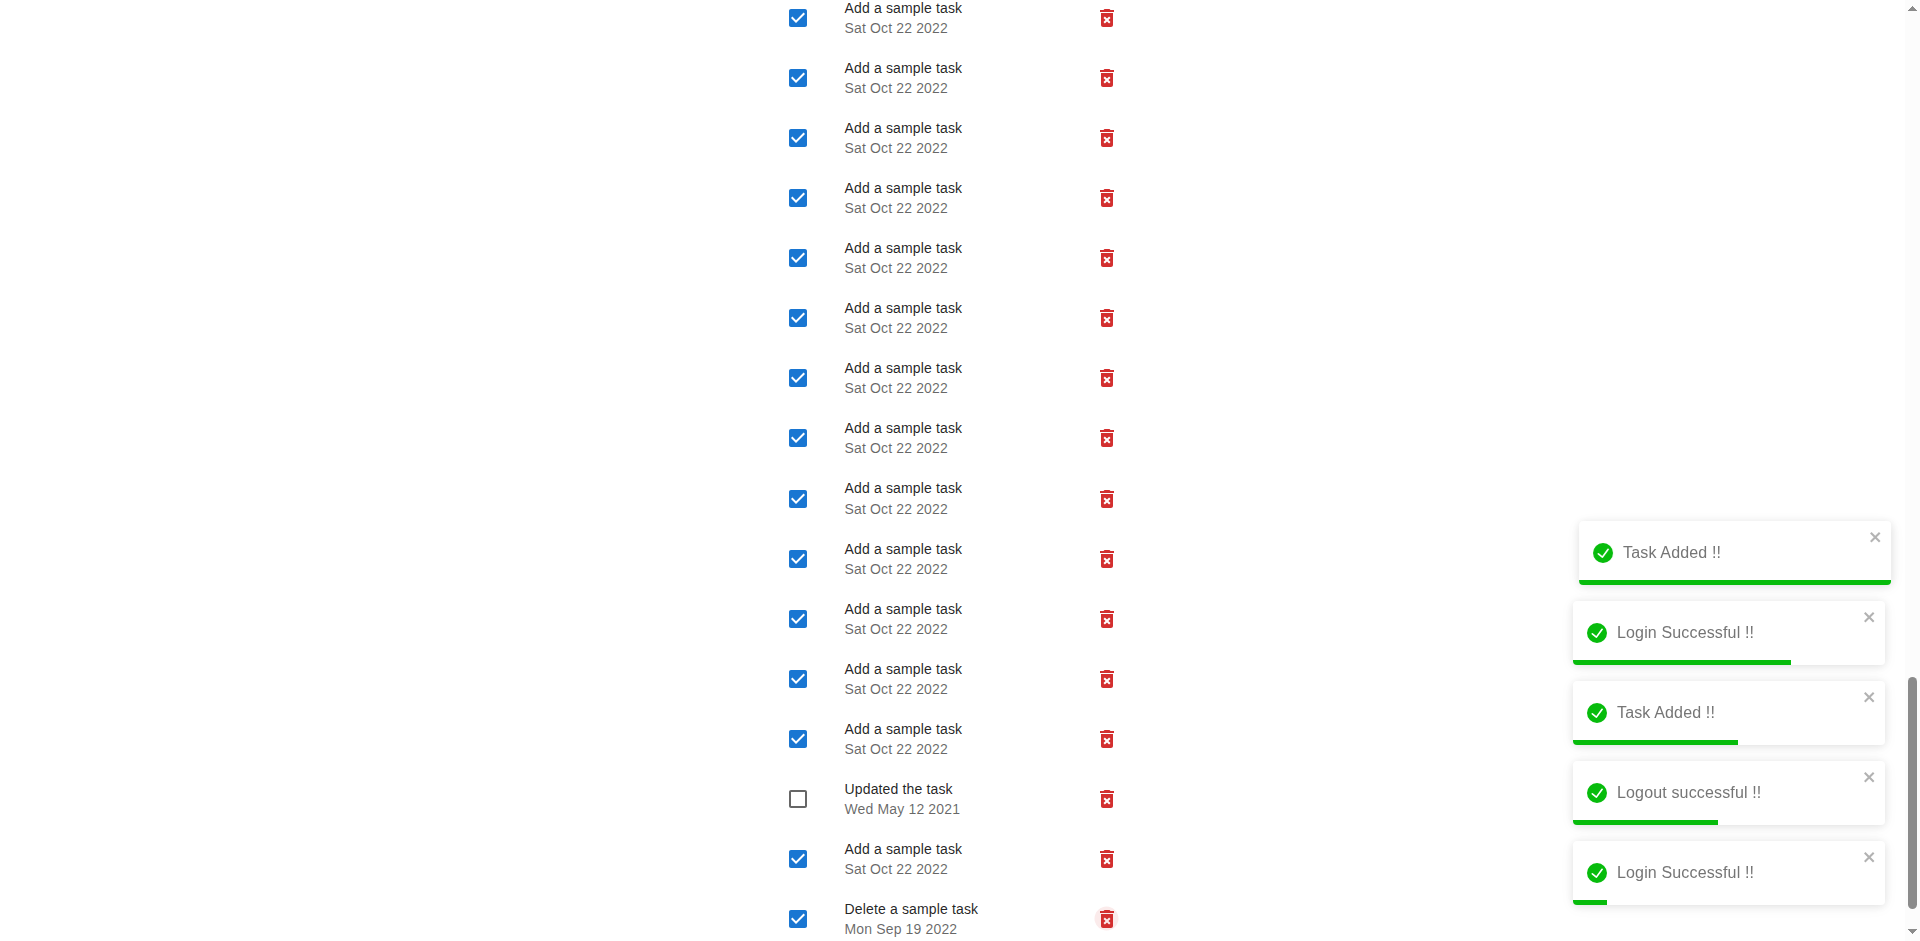 Add a sample task
Sat Oct 22 2022
Add a sample task
Sat Oct 22 2022
Add a sample task
Sat Oct 22 2022
Add a sample task
Sat Oct 22 2022
Add a sample task
Sat Oct 22 2022
Add a sample task
Sat Oct 22 2022
Add a sample task
Sat Oct 22 2022
Add a sample task
Sat Oct 22 2022
Add a sample task
Sat Oct 22 2022
Add a sample task
Sat Oct 22 2022
Add a sample task
Sat Oct 22 2022
Add a sample task
Sat Oct 22 2022
Add a sample task
Sat Oct 22 2022
Updated the task
Wed May 12 2021
Add a sample task
Sat Oct 22 2022
Delete a sample task
Mon Sep 19 2022
Task Added !!
Login Successful !!
Task Added !!
Logout successful !!
Login Successful !!